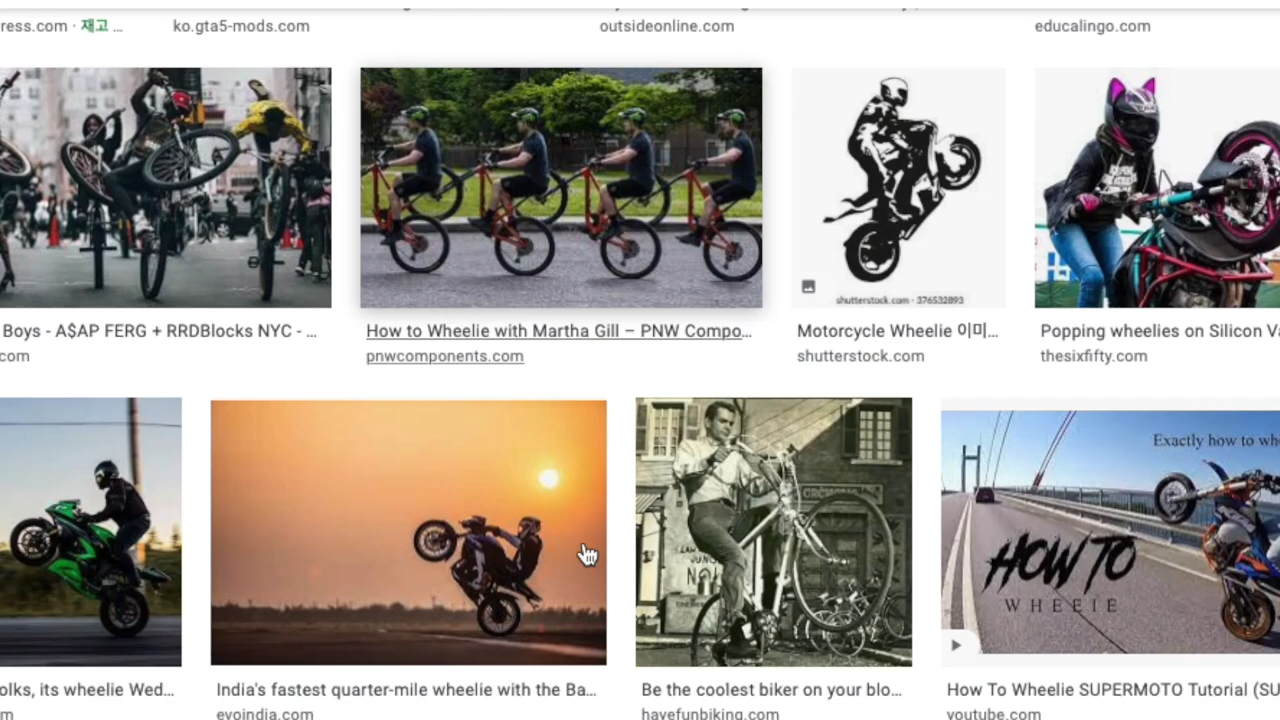 ress.com · 재고 ...
ko.gta5-mods.com
outsideonline.com
educalingo.com
shutterstock.com · 376532893
Boys - A$AP FERG + RRDBlocks NYC - ...
com
How to Wheelie with Martha Gill – PNW Compo...
pnwcomponents.com
Motorcycle Wheelie 이미...
shutterstock.com
Popping wheelies on Silicon Va
thesixfifty.com
Exactly how to whe
HOW TO
WHEEIE
olks, its wheelie Wed...
m
India's fastest quarter-mile wheelie with the Ba...
evoindia.com
Be the coolest biker on your blo...
havefunbiking.com
How To Wheelie SUPERMOTO Tutorial (SU
youtube.com